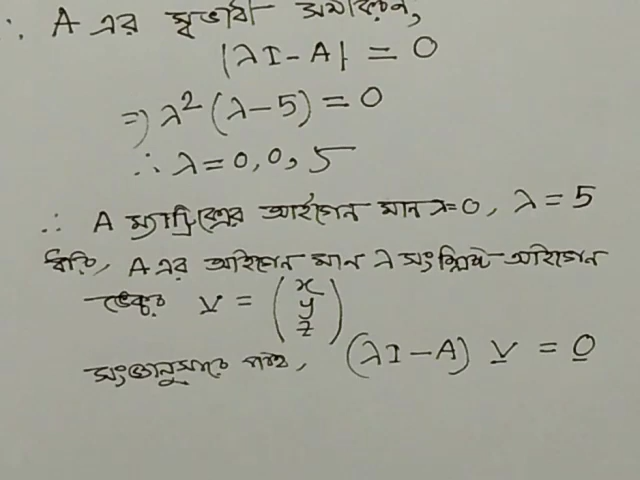 ∴ A এর স্বভাবী সমীকরণ,
|λI - A| = 0
⇒ λ² (λ - 5) = 0
∴ λ = 0, 0, 5
∴ A ম্যাট্রিক্সের আইগেন মান λ = 0, λ = 5
ধরি, A এর আইগেন মান λ সংশ্লিষ্ট আইগেন
ভেক্টর v = (x y z)
সংজ্ঞানুসারে পাই, (λI - A) v = 0